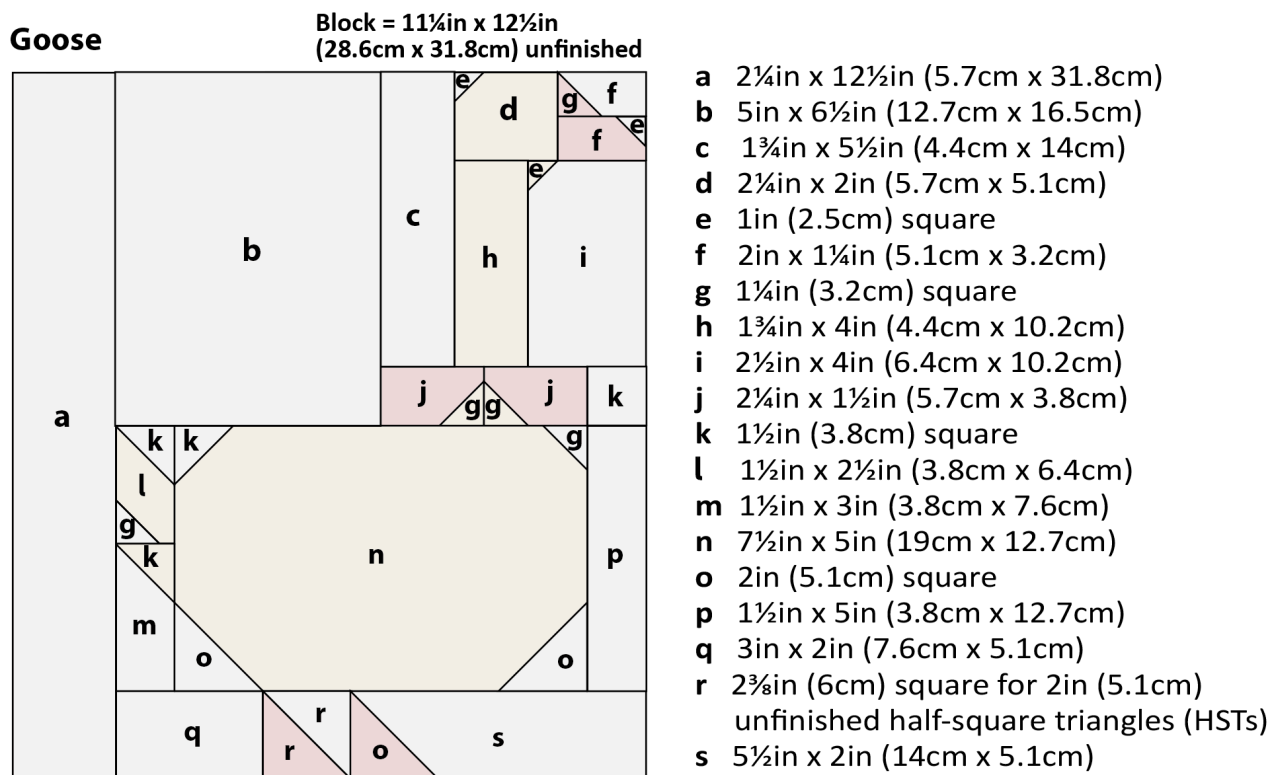 Goose
Block = 11¼in x 12½in
(28.6cm x 31.8cm) unfinished
e
d
g
f
e
f
e
c
b
h
i
a
j
g
g
j
k
k
k
g
l
g
k
n
p
m
o
o
q
r
r
o
s
a 2¼in x 12½in (5.7cm x 31.8cm)
b 5in x 6½in (12.7cm x 16.5cm)
c 1¾in x 5½in (4.4cm x 14cm)
d 2¼in x 2in (5.7cm x 5.1cm)
e 1in (2.5cm) square
f 2in x 1¼in (5.1cm x 3.2cm)
g 1¼in (3.2cm) square
h 1¾in x 4in (4.4cm x 10.2cm)
i 2½in x 4in (6.4cm x 10.2cm)
j 2¼in x 1½in (5.7cm x 3.8cm)
k 1½in (3.8cm) square
l 1½in x 2½in (3.8cm x 6.4cm)
m 1½in x 3in (3.8cm x 7.6cm)
n 7½in x 5in (19cm x 12.7cm)
o 2in (5.1cm) square
p 1½in x 5in (3.8cm x 12.7cm)
q 3in x 2in (7.6cm x 5.1cm)
r 2⅜in (6cm) square for 2in (5.1cm)
unfinished half-square triangles (HSTs)
s 5½in x 2in (14cm x 5.1cm)